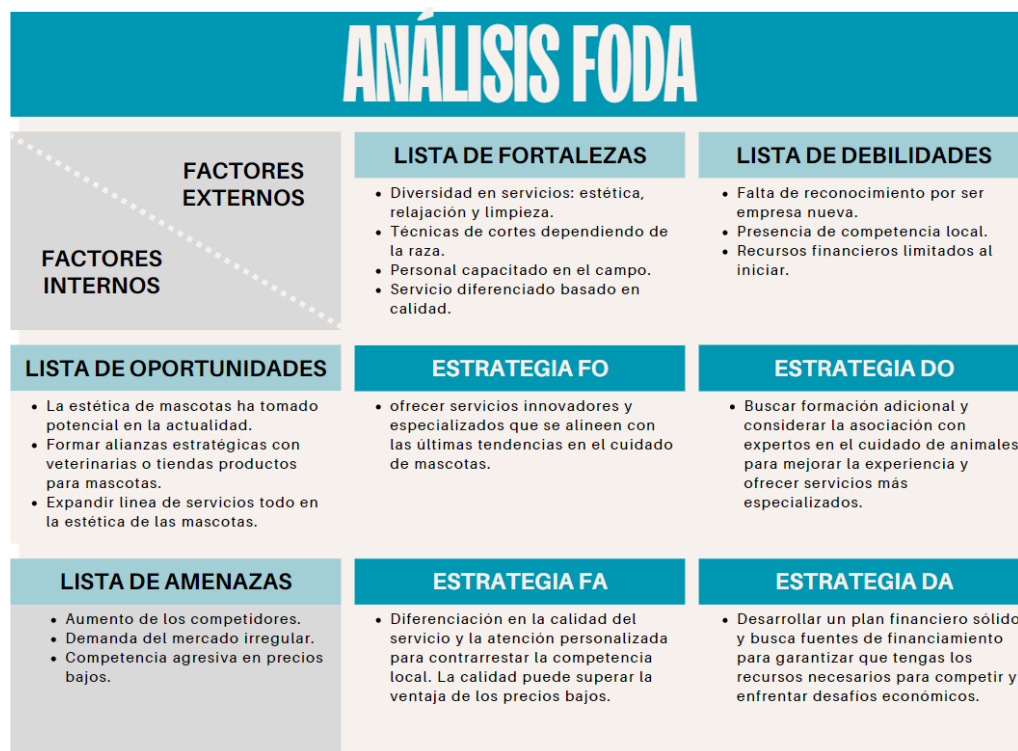 ANÁLISIS FODA
FACTORES
EXTERNOS
FACTORES
INTERNOS
LISTA DE FORTALEZAS
• Diversidad en servicios: estética,
relajación y limpieza.
• Técnicas de cortes dependiendo de
la raza.
• Personal capacitado en el campo.
• Servicio diferenciado basado en
calidad.
LISTA DE DEBILIDADES
• Falta de reconocimiento por ser
empresa nueva.
• Presencia de competencia local.
• Recursos financieros limitados al
iniciar.
LISTA DE OPORTUNIDADES
• La estética de mascotas ha tomado
potencial en la actualidad.
• Formar alianzas estratégicas con
veterinarias o tiendas productos
para mascotas.
• Expandir linea de servicios todo en
la estética de las mascotas.
ESTRATEGIA FO
• ofrecer servicios innovadores y
especializados que se alineen con
las últimas tendencias en el cuidado
de mascotas.
ESTRATEGIA DO
• Buscar formación adicional y
considerar la asociación con
expertos en el cuidado de animales
para mejorar la experiencia y
ofrecer servicios más
especializados.
LISTA DE AMENAZAS
• Aumento de los competidores.
• Demanda del mercado irregular.
• Competencia agresiva en precios
bajos.
ESTRATEGIA FA
• Diferenciación en la calidad del
servicio y la atención personalizada
para contrarrestar la competencia
local. La calidad puede superar la
ventaja de los precios bajos.
ESTRATEGIA DA
• Desarrollar un plan financiero sólido
y busca fuentes de financiamiento
para garantizar que tengas los
recursos necesarios para competir y
enfrentar desafíos económicos.